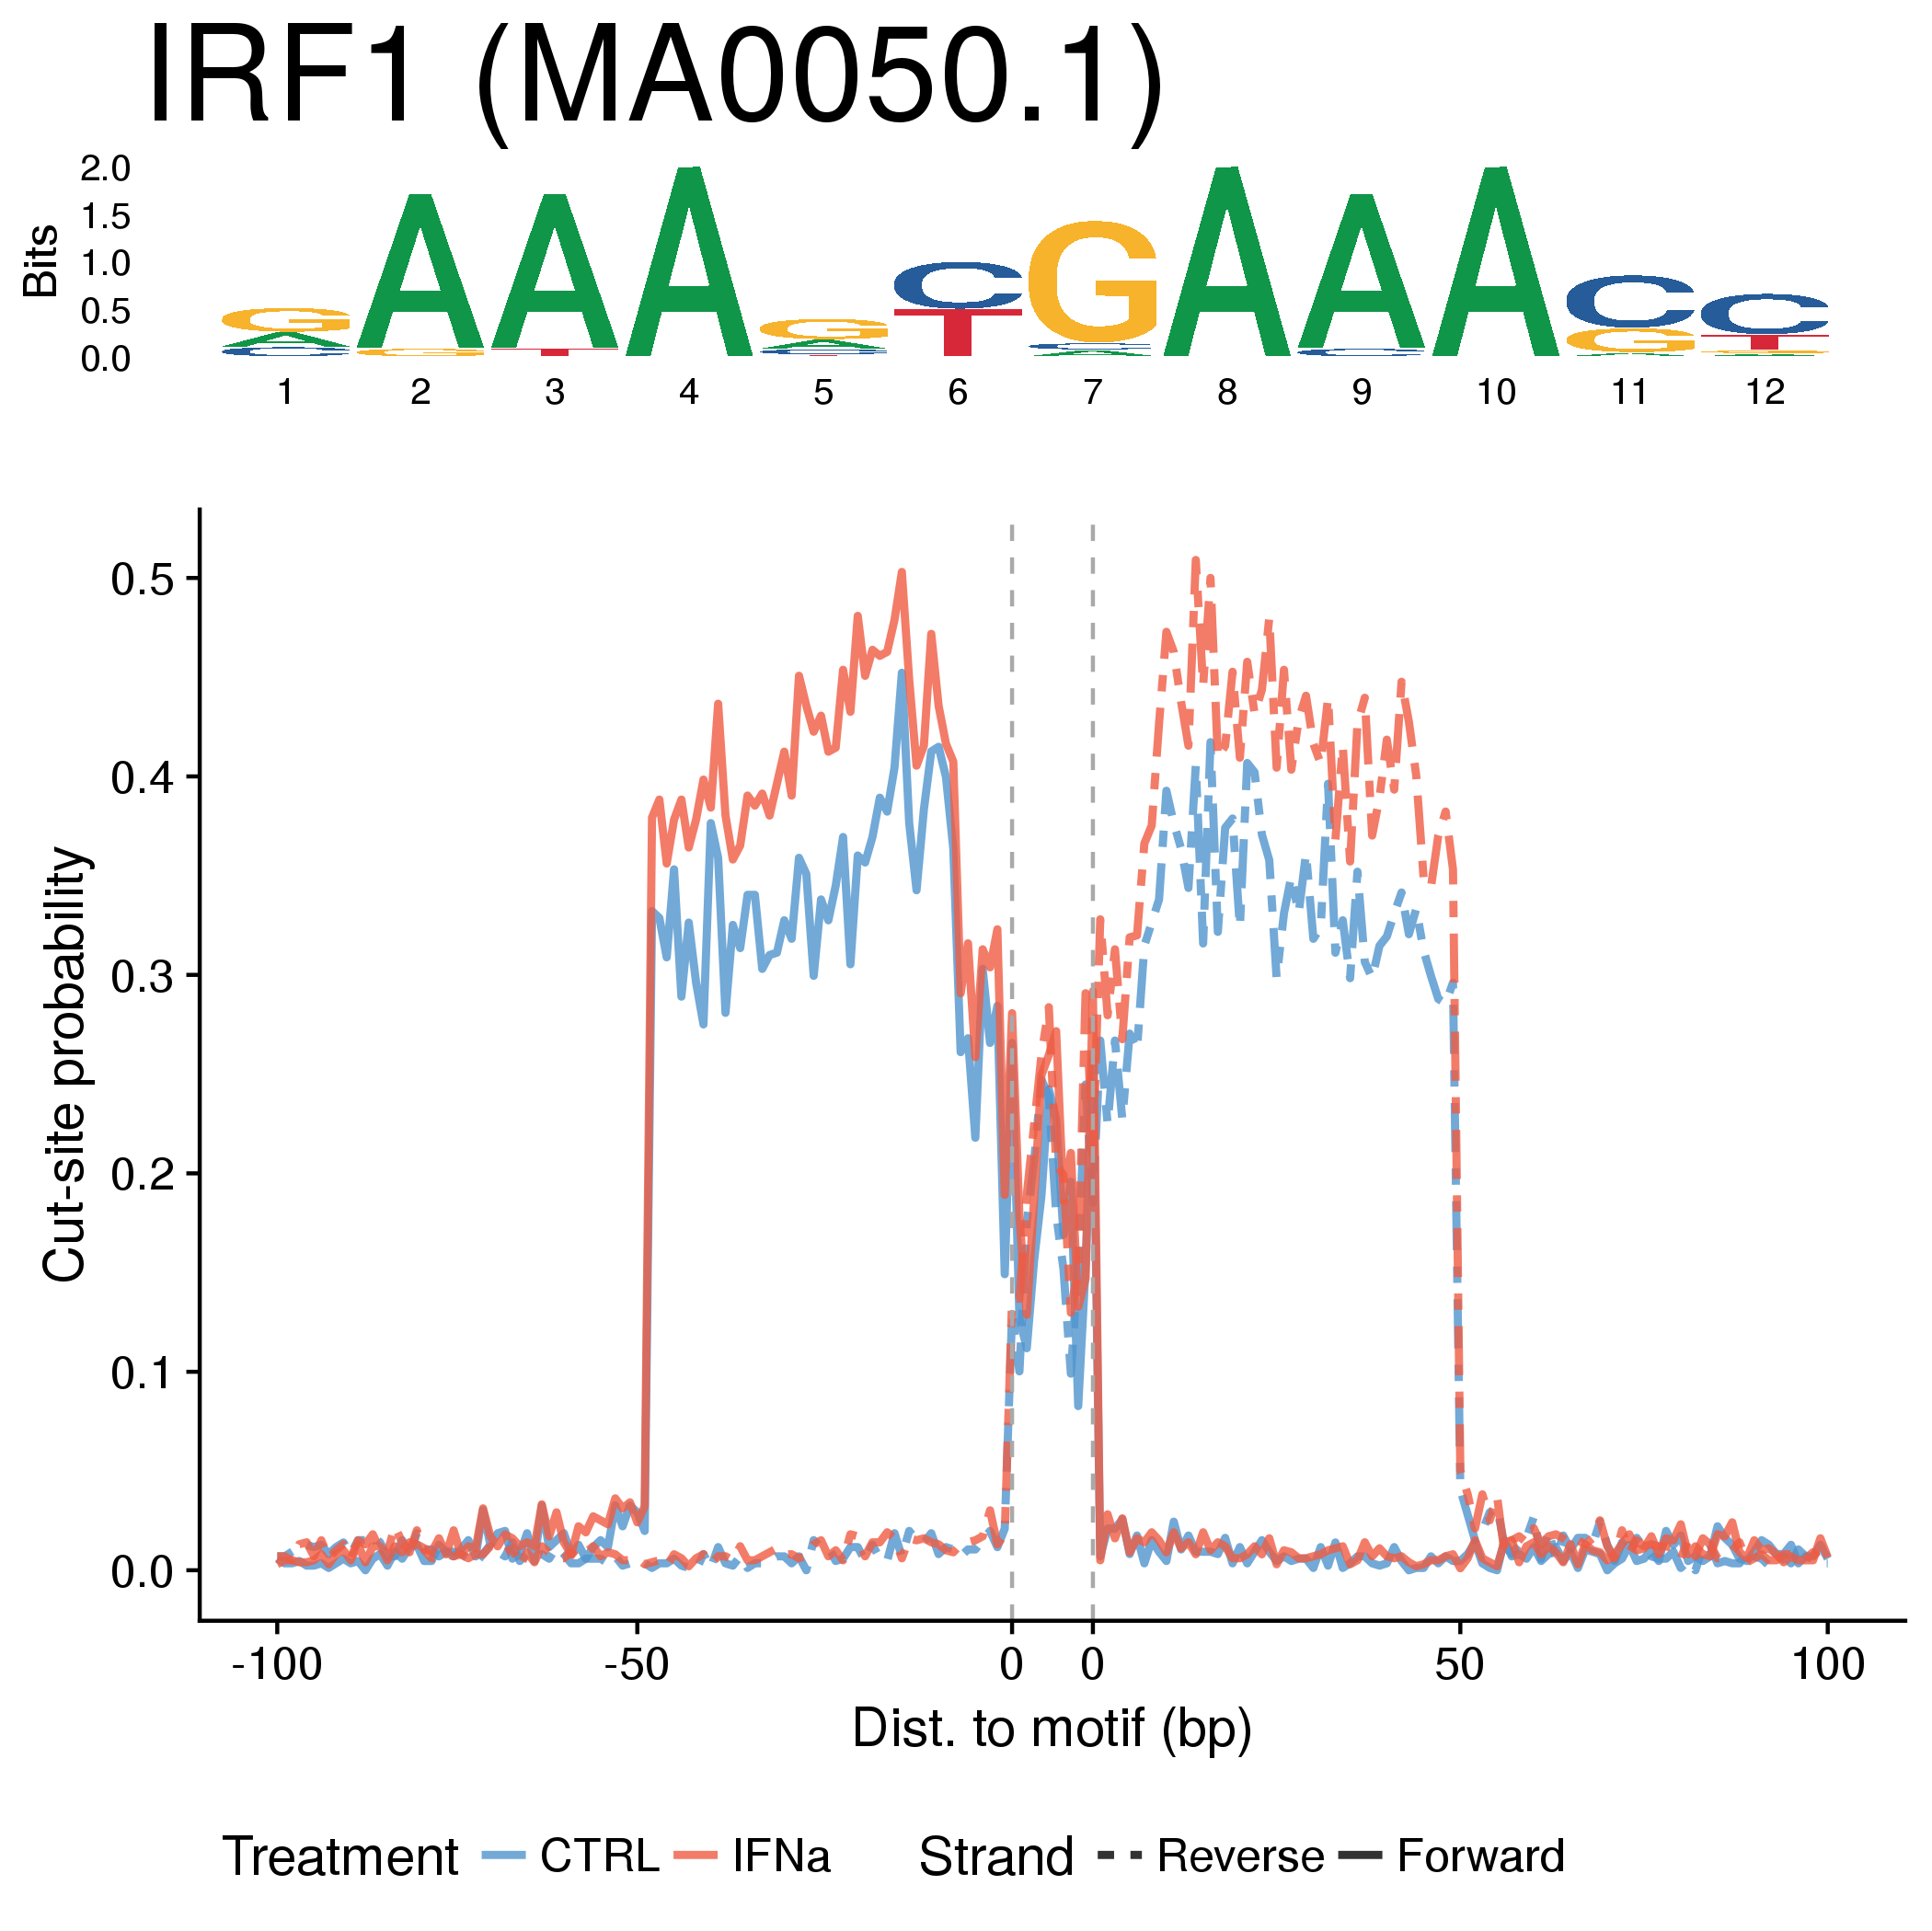 IRF1 (MA0050.1)
2.0
1.5
1.0
0.5
0.0
Bits
G A C A G A T A G A C C T G C A A A C A C G A C T G A
1 2 3 4 5 6 7 8 9 10 11 12
0.5
0.4
0.3
0.2
0.1
0.0
Cut-site probability
-100 -50 0 0 50 100
Dist. to motif (bp)
Treatment CTRL IFNa Strand Reverse Forward